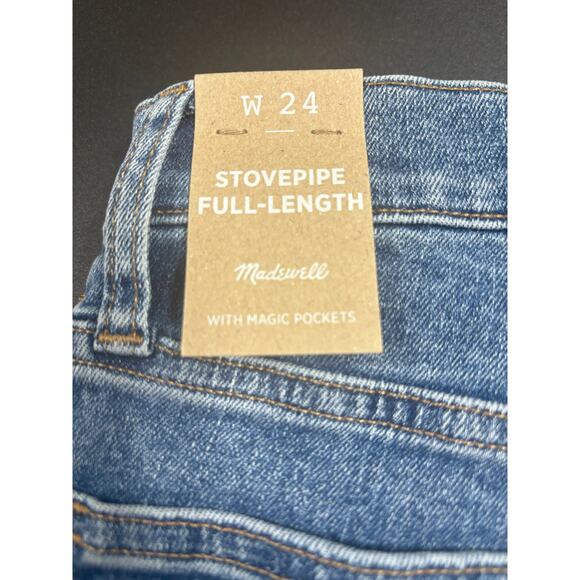 W 24
STOVEPIPE
FULL-LENGTH
Madewell
WITH MAGIC POCKETS